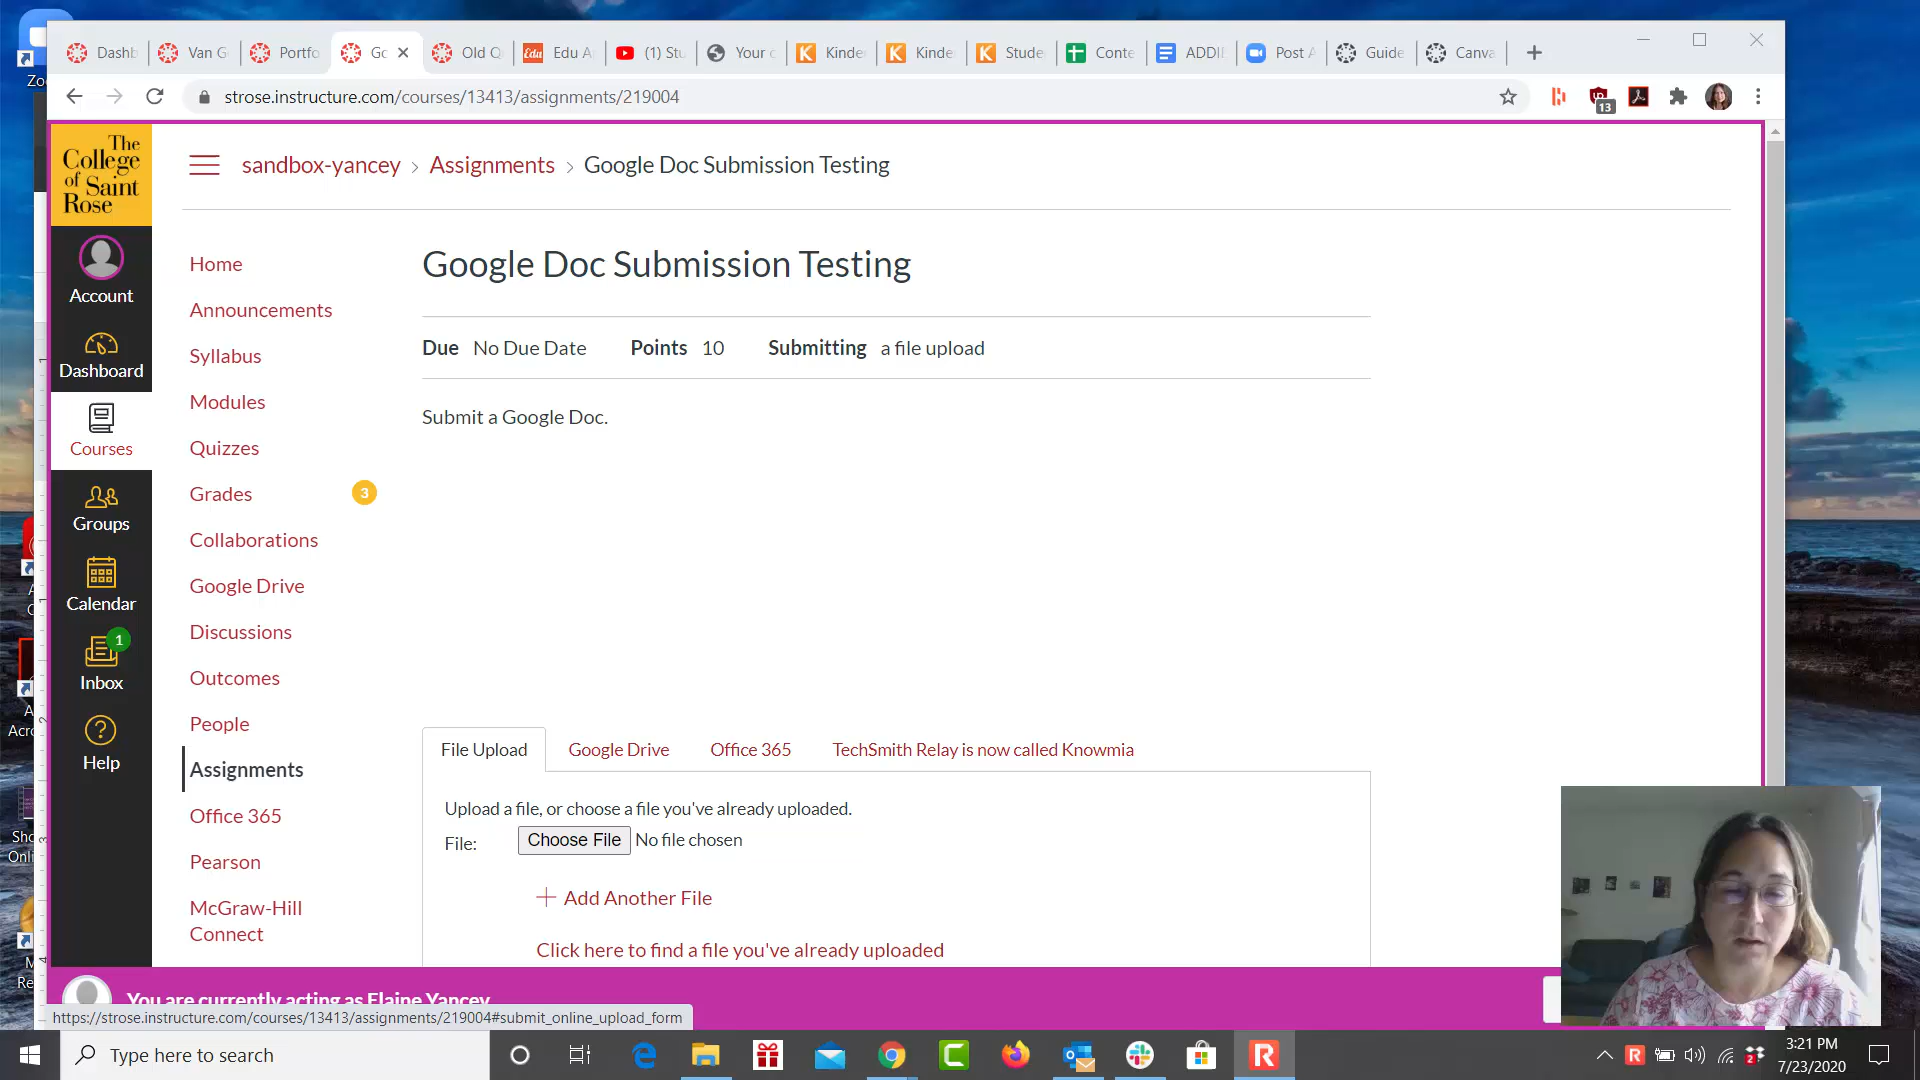 Zoo
Dashb
Van G
Portfo
Go
Old Q
Edu
Edu A
(1) Stu
Your c
Kinde
Kinde
Stude
Conte
ADDI
Post A
Guide
Canva
strose.instructure.com/courses/13413/assignments/219004
13
The
College
of Saint
Rose
sandbox-yancey
Assignments
Google Doc Submission Testing
Account
Dashboard
Courses
Groups
Calendar
1
Inbox
Help
Home
Announcements
Syllabus
Modules
Quizzes
Grades
3
Collaborations
Google Drive
Discussions
Outcomes
People
Assignments
Office 365
Pearson
McGraw-Hill
Connect
Google Doc Submission Testing
Due No Due Date Points 10 Submitting a file upload
Submit a Google Doc.
File Upload
Google Drive
Office 365
TechSmith Relay is now called Knowmia
Upload a file, or choose a file you've already uploaded.
File: Choose File No file chosen
Add Another File
Click here to find a file you've already uploaded
You are currently acting as Elaine Yancey
https://strose.instructure.com/courses/13413/assignments/219004#submit_online_upload_form
Type here to search
3:21 PM
7/23/2020